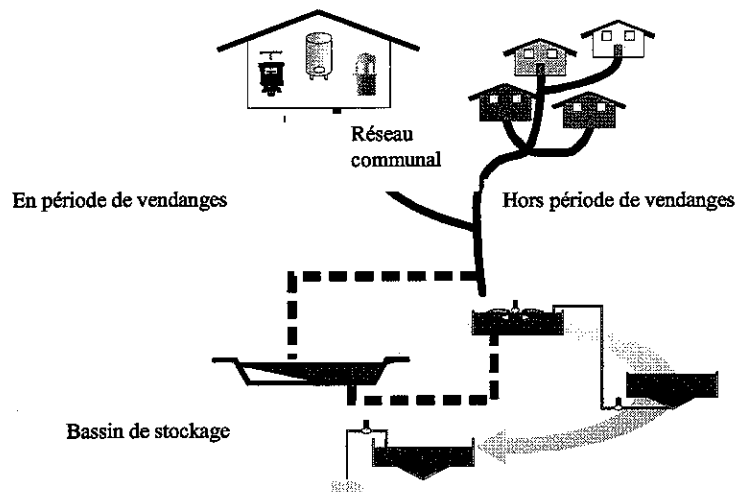 Réseau
communal
En période de vendanges
Hors période de vendanges
Bassin de stockage